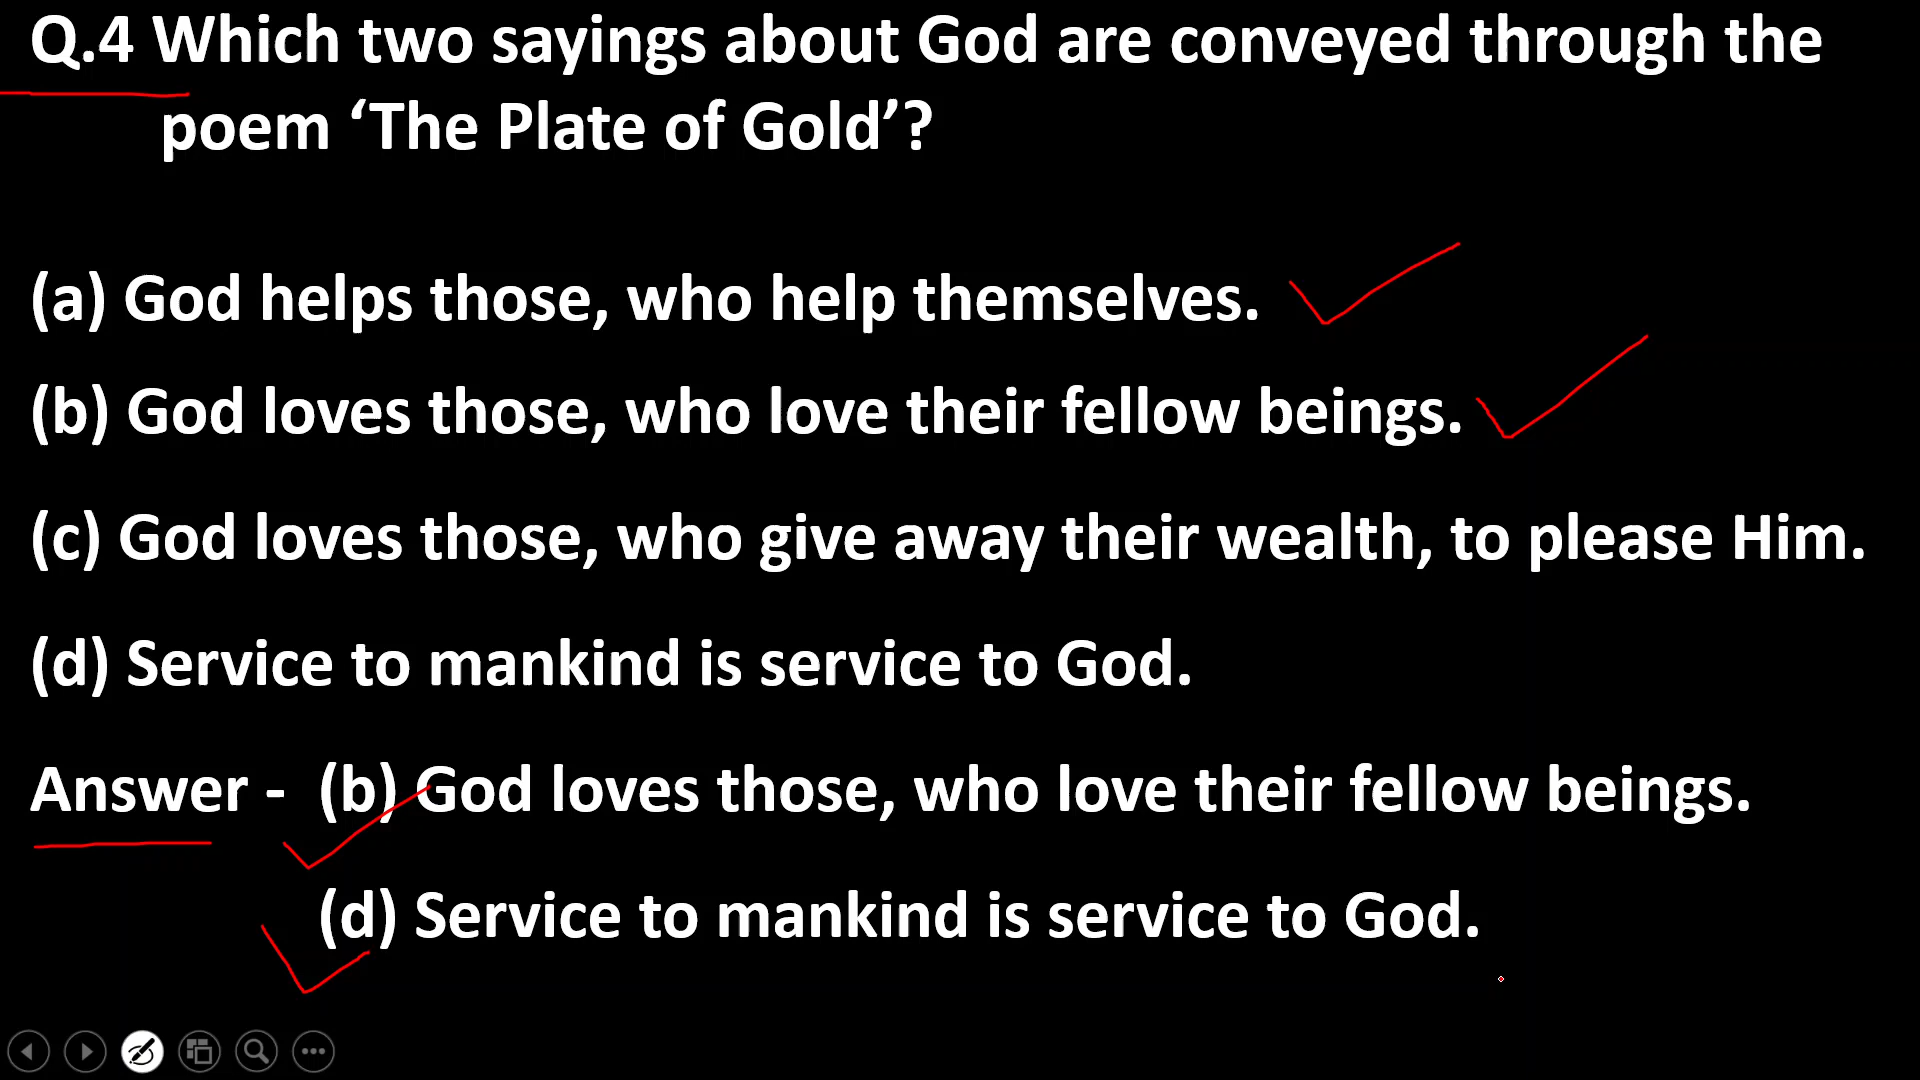 Q.4 Which two sayings about God are conveyed through the
poem ‘The Plate of Gold’?
(a) God helps those, who help themselves.
(b) God loves those, who love their fellow beings.
(c) God loves those, who give away their wealth, to please Him.
(d) Service to mankind is service to God.
Answer - (b) God loves those, who love their fellow beings.
(d) Service to mankind is service to God.